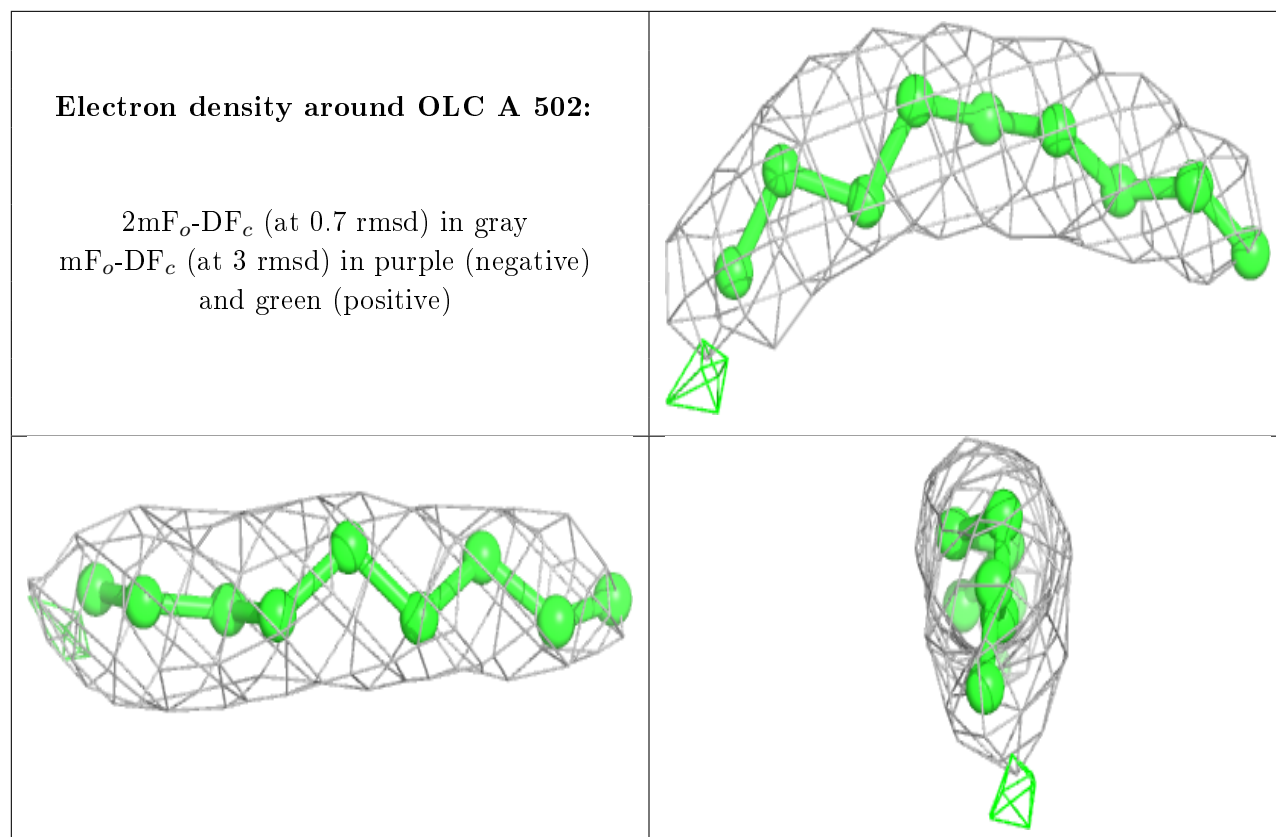 Electron density around OLC A 502:
2mFo-DFc (at 0.7 rmsd) in gray
mFo-DFc (at 3 rmsd) in purple (negative)
and green (positive)